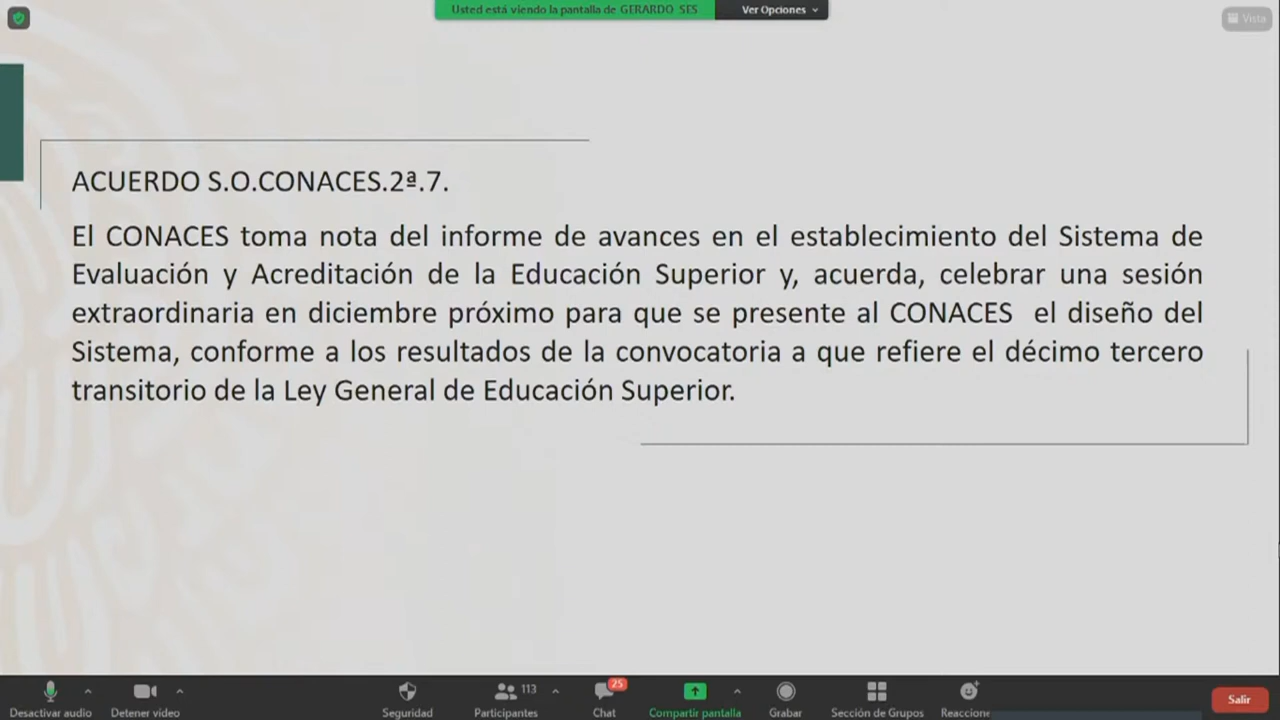 Usted está viendo la pantalla de GERARDO SES
Ver Opciones
Vista
ACUERDO S.O.CONACES.2ª.7.
El CONACES toma nota del informe de avances en el establecimiento del Sistema de
Evaluación y Acreditación de la Educación Superior y, acuerda, celebrar una sesión
extraordinaria en diciembre próximo para que se presente al CONACES el diseño del
Sistema, conforme a los resultados de la convocatoria a que refiere el décimo tercero
transitorio de la Ley General de Educación Superior.
113
25
Desactivar audio
Detener video
Seguridad
Participantes
Chat
Compartir pantalla
Grabar
Sección de Grupos
Reaccione
Salir